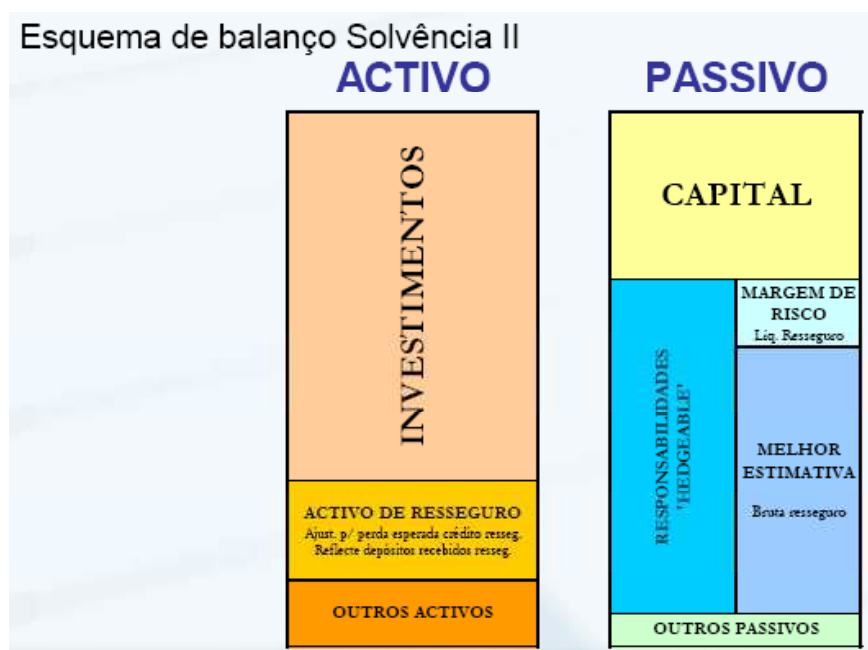 Esquema de balanço Solvência II
ACTIVO
PASSIVO
INVESTIMENTOS
ACTIVO DE RESSEGURO
Ajust. p/ perda esperada crédito resseg.
Reflecte depósitos recebidos resseg.
OUTROS ACTIVOS
CAPITAL
RESPONSABILIDADES
'HEDGEABLE'
MARGEM DE
RISCO
Liq. Resseguro
MELHOR
ESTIMATIVA
Bruta resseguro
OUTROS PASSIVOS